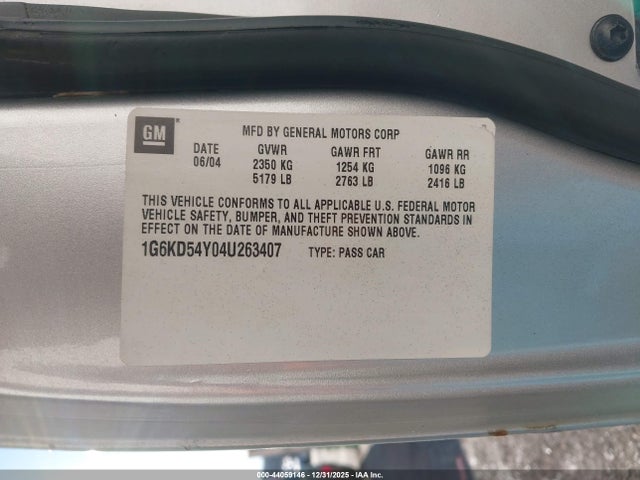 GM
MFD BY GENERAL MOTORS CORP
DATE GVWR GAWR FRT GAWR RR
06/04 2350 KG 1254 KG 1096 KG
5179 LB 2763 LB 2416 LB
THIS VEHICLE CONFORMS TO ALL APPLICABLE U.S. FEDERAL MOTOR
VEHICLE SAFETY, BUMPER, AND THEFT PREVENTION STANDARDS IN
EFFECT ON THE DATE OF MANUFACTURE SHOWN ABOVE.
1G6KD54Y04U263407 TYPE: PASS CAR
000-44059146 - 12/31/2025 - IAA Inc.